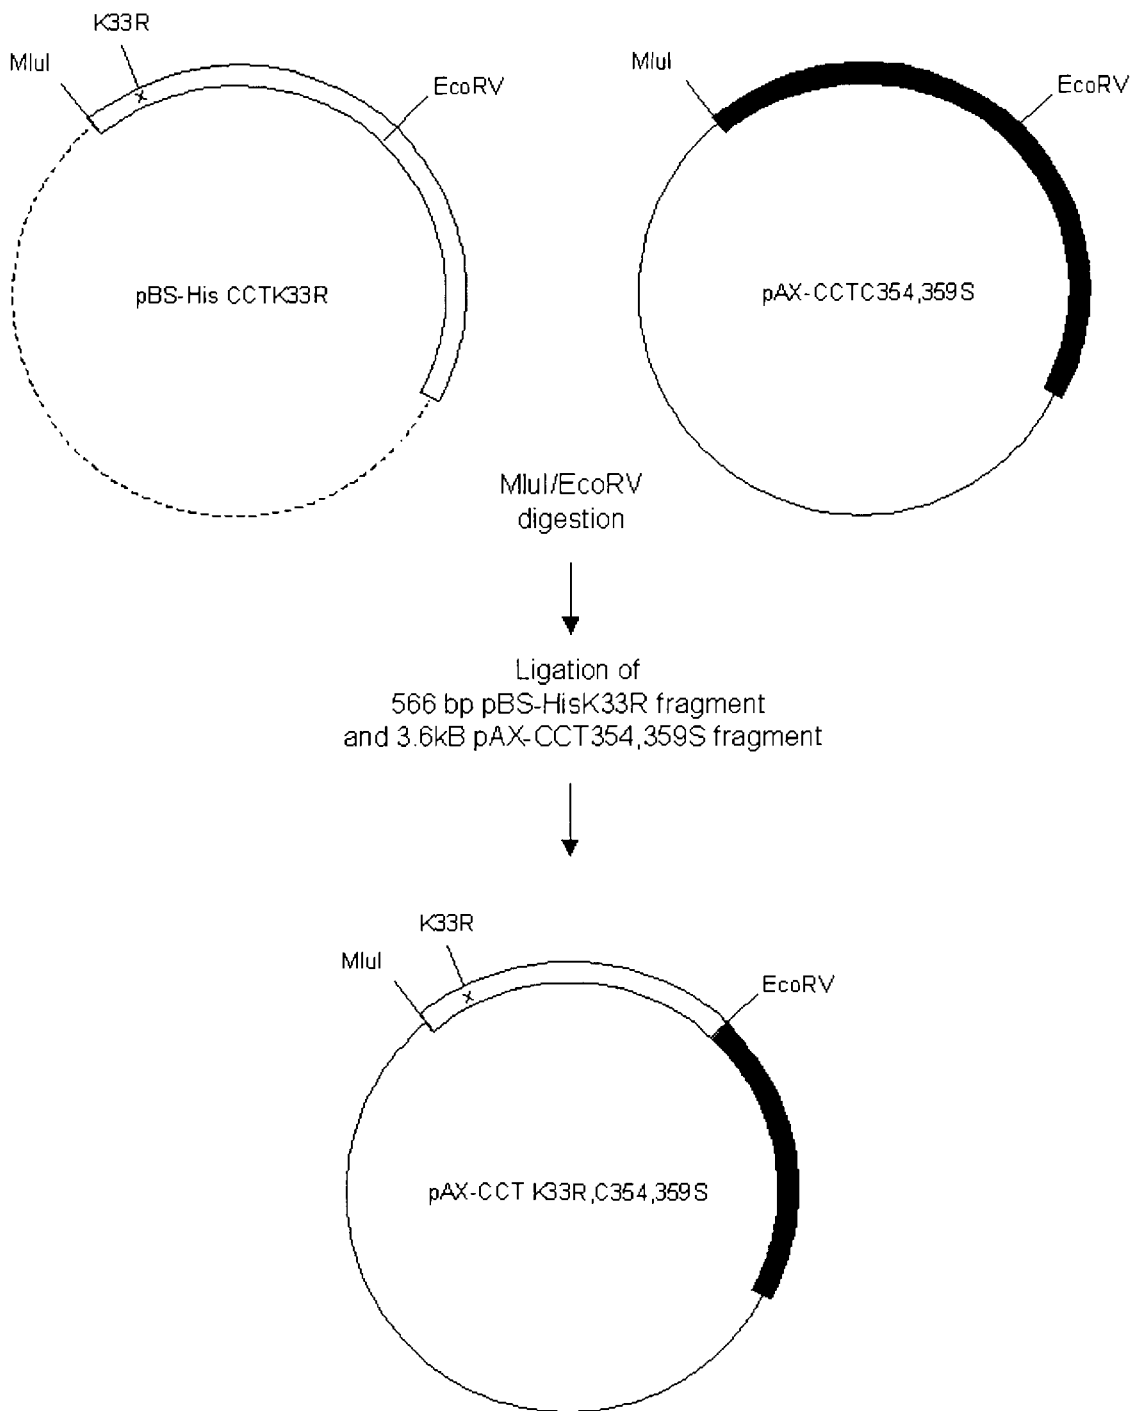 K33R
MluI
EcoRV
pBS-His CCTK33R
MluI
EcoRV
pAX-CCTC354,359S
MluI/EcoRV
digestion
Ligation of
566 bp pBS-HisK33R fragment
and 3.6kB pAX-CCT354,359S fragment
K33R
MluI
x
EcoRV
pAX-CCT K33R,C354,359S